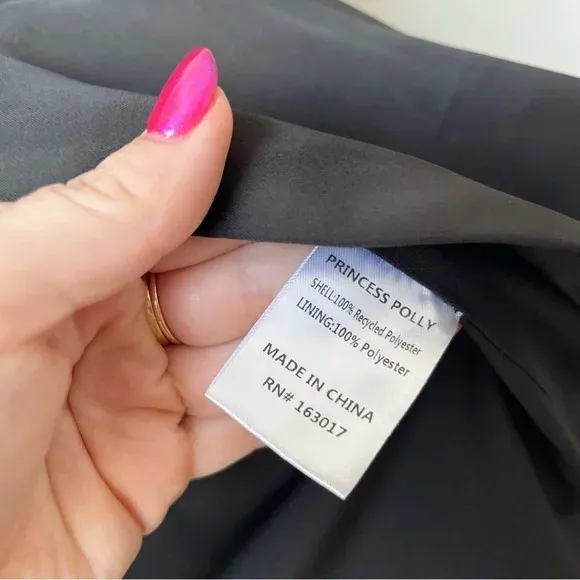 PRINCESS POLLY
SHELL:100% Recycled Polyester
LINING:100% Polyester
MADE IN CHINA
RN# 163017